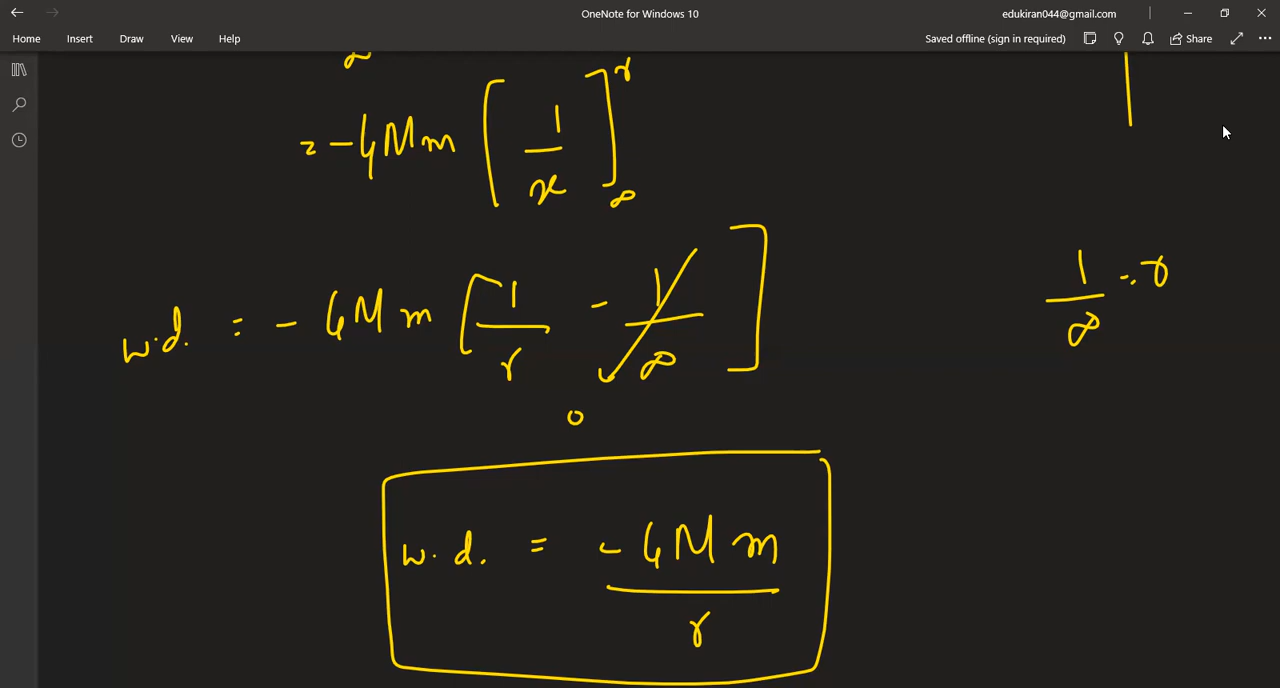 OneNote for Windows 10
edukiran044@gmail.com
Home Insert Draw View Help
Saved offline (sign in required) Share
∞
= -GMm [1/x]^r_∞
w.d. = -GMm [1/r - 1/∞]
0
1/∞ = 0
w.d. = -GMm/r